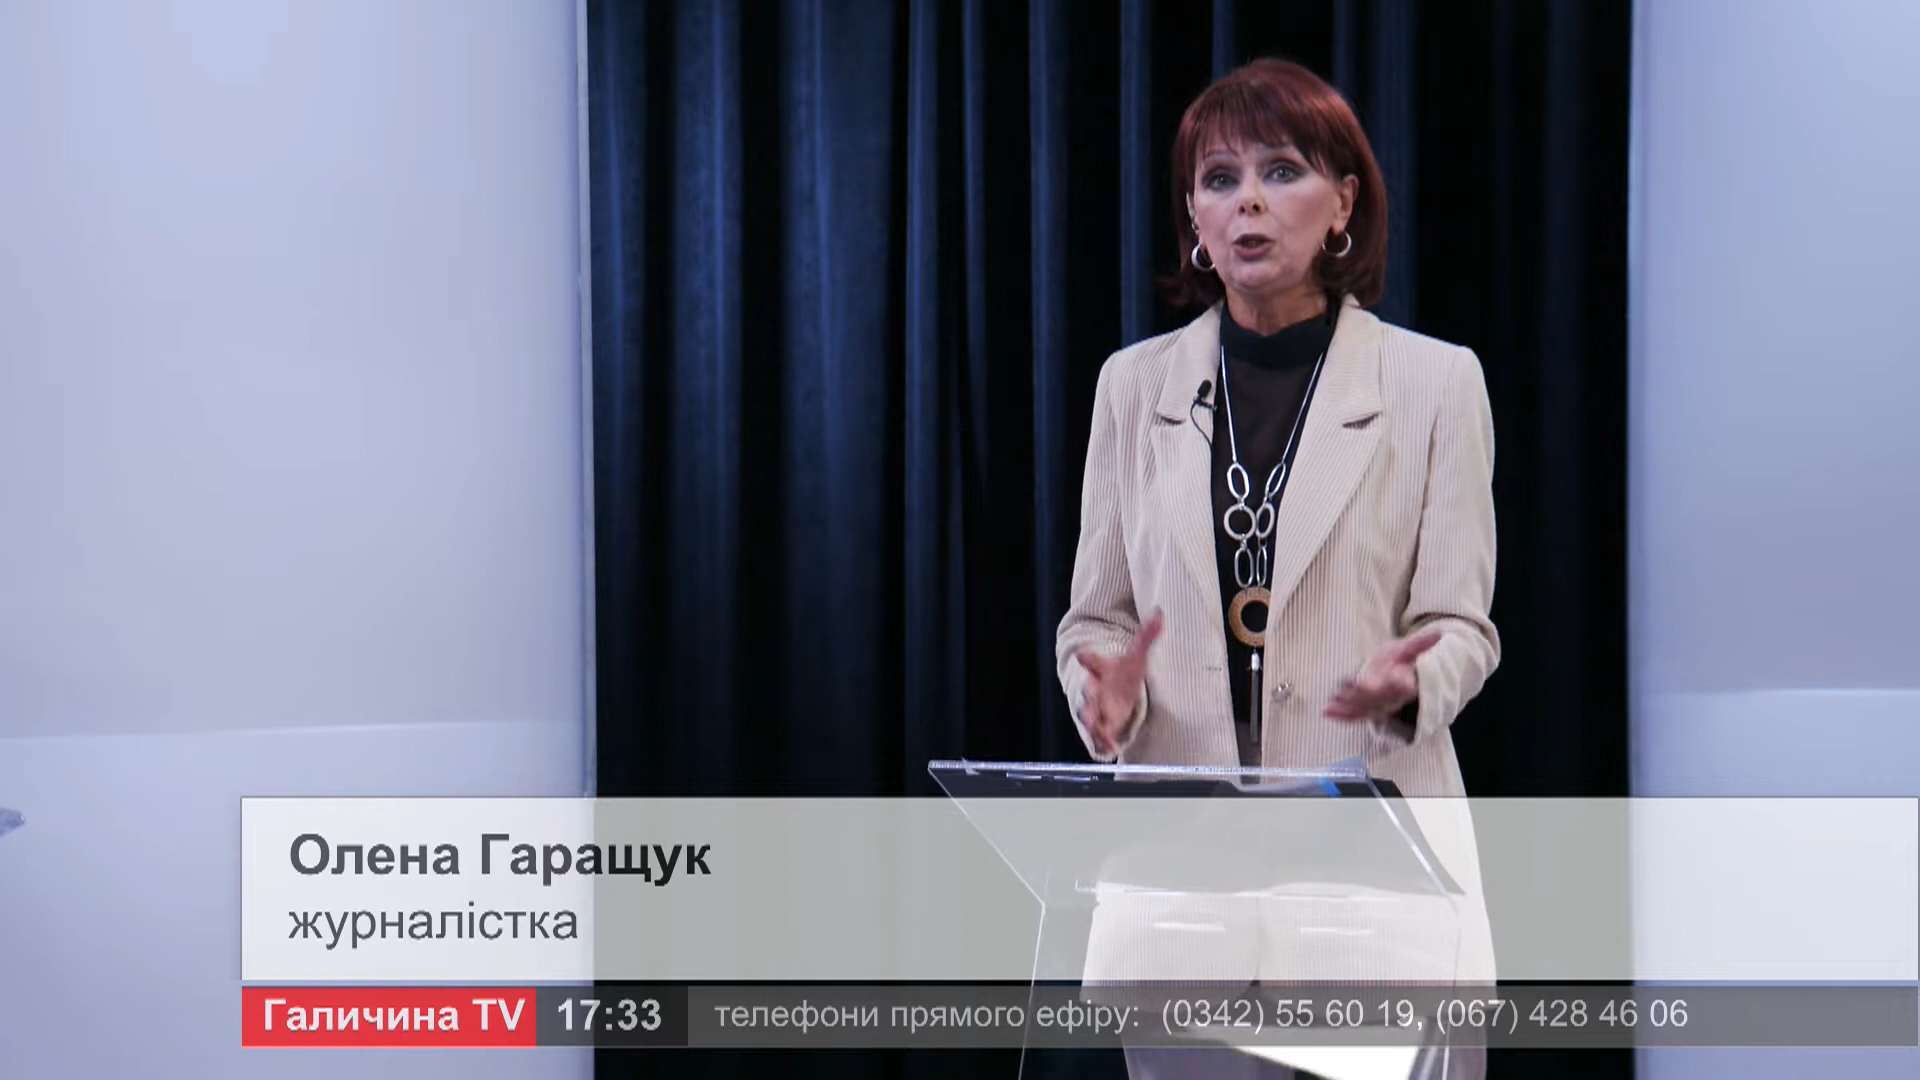 Олена Гаращук
журналістка
Галичина TV 17:33 телефони прямого ефіру: (0342) 55 60 19, (067) 428 46 06